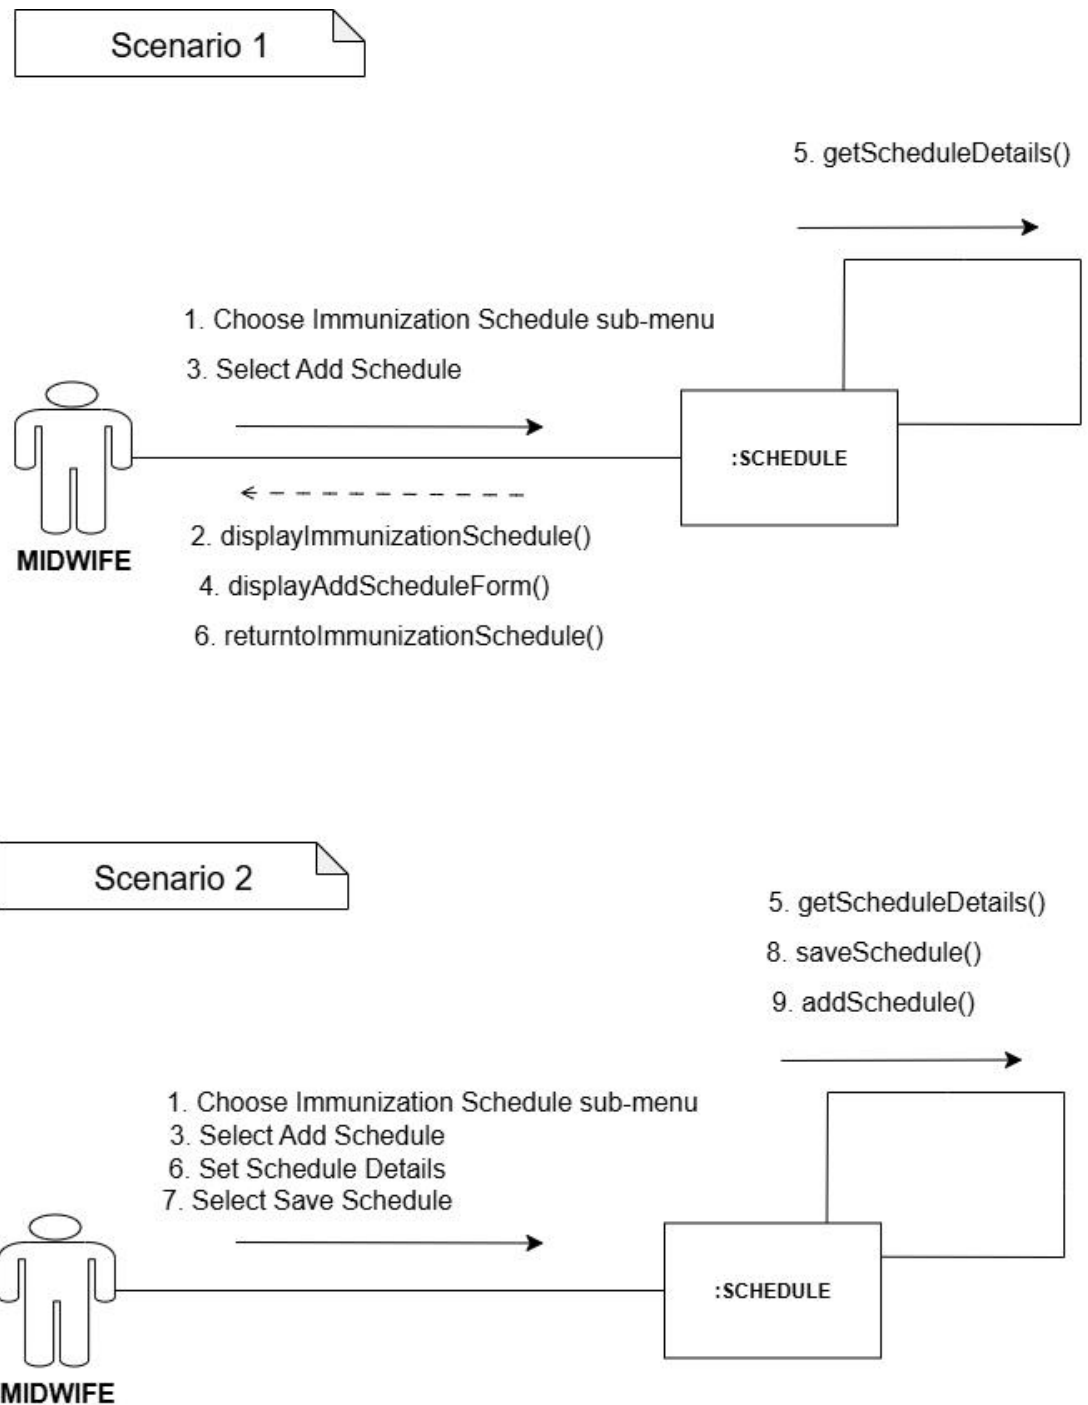 Scenario 1
5. getScheduleDetails()
1. Choose Immunization Schedule sub-menu
3. Select Add Schedule
:SCHEDULE
MIDWIFE
2. displayImmunizationSchedule()
4. displayAddScheduleForm()
6. returntoImmunizationSchedule()
Scenario 2
5. getScheduleDetails()
8. saveSchedule()
9. addSchedule()
1. Choose Immunization Schedule sub-menu
3. Select Add Schedule
6. Set Schedule Details
7. Select Save Schedule
:SCHEDULE
MIDWIFE